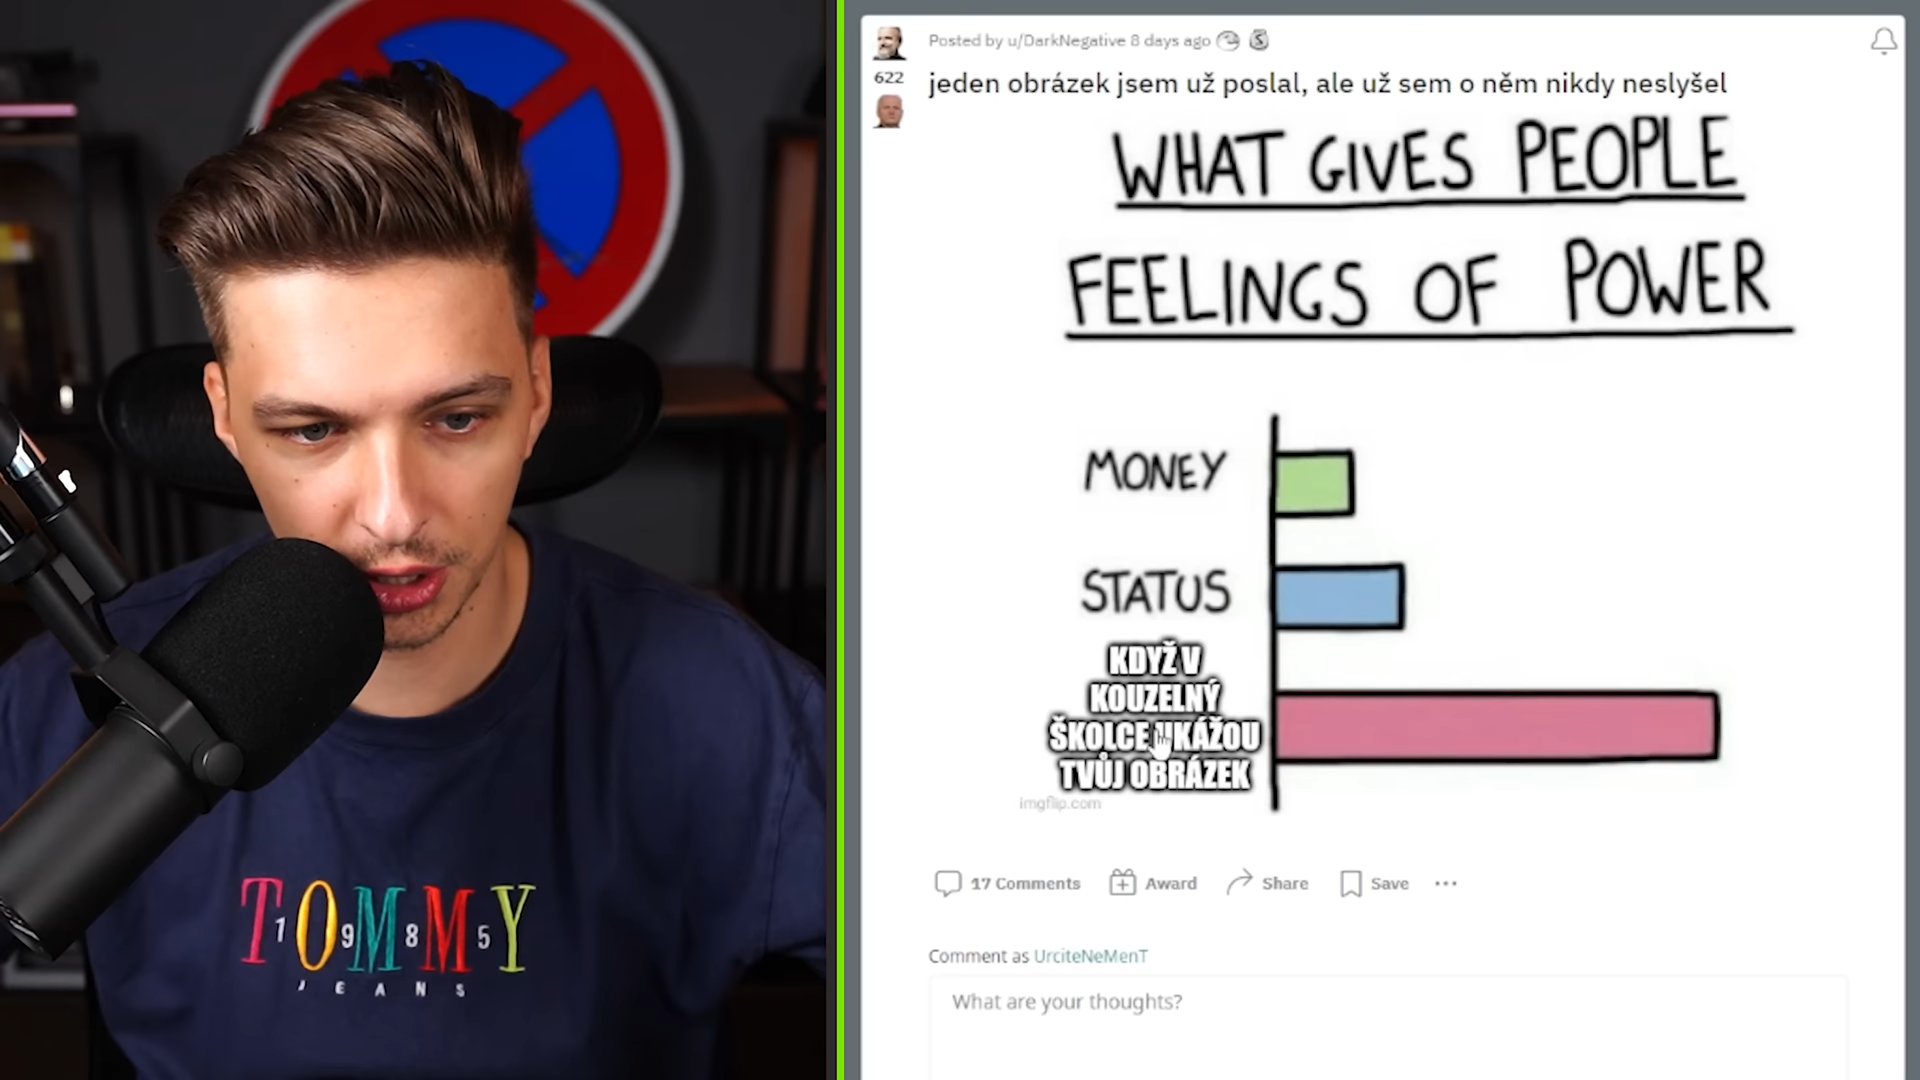 Posted by u/DarkNegative 8 days ago
622
jeden obrázek jsem už poslal, ale už sem o něm nikdy neslyšel
WHAT GIVES PEOPLE
FEELINGS OF POWER
MONEY
STATUS
KDYŽ V
KOUZELNÝ
ŠKOLCE UKÁŽOU
TVŮJ OBRÁZEK
imgflip.com
17 Comments Award Share Save
Comment as UrciteNeMenT
What are your thoughts?
T1O9M8M5Y
JEANS